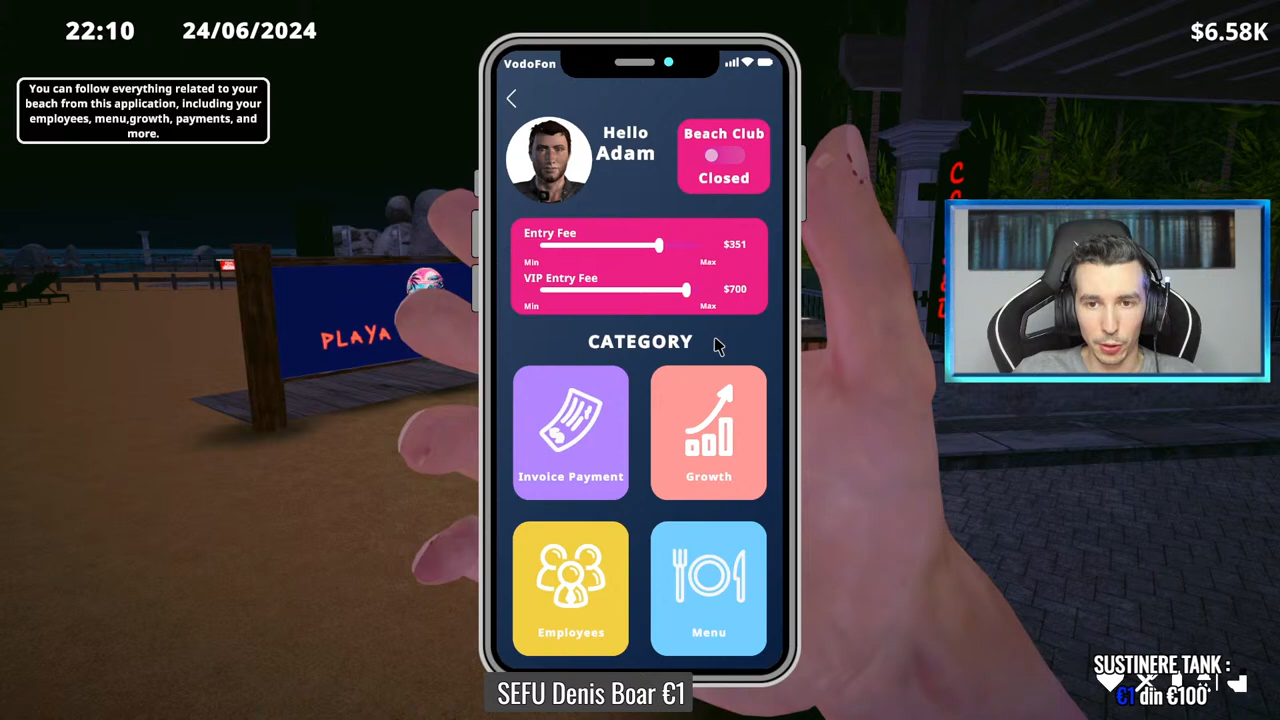 22:10
24/06/2024
$6.58K
You can follow everything related to your
beach from this application, including your
employees, menu,growth, payments, and
more.
VodoFon
Hello
Adam
Beach Club
Closed
Entry Fee
$351
Min
Max
VIP Entry Fee
$700
Min
Max
CATEGORY
Invoice Payment
Growth
Employees
Menu
PLAYA
SEFU Denis Boar €1
SUSTINERE TANK :
€1 din €100